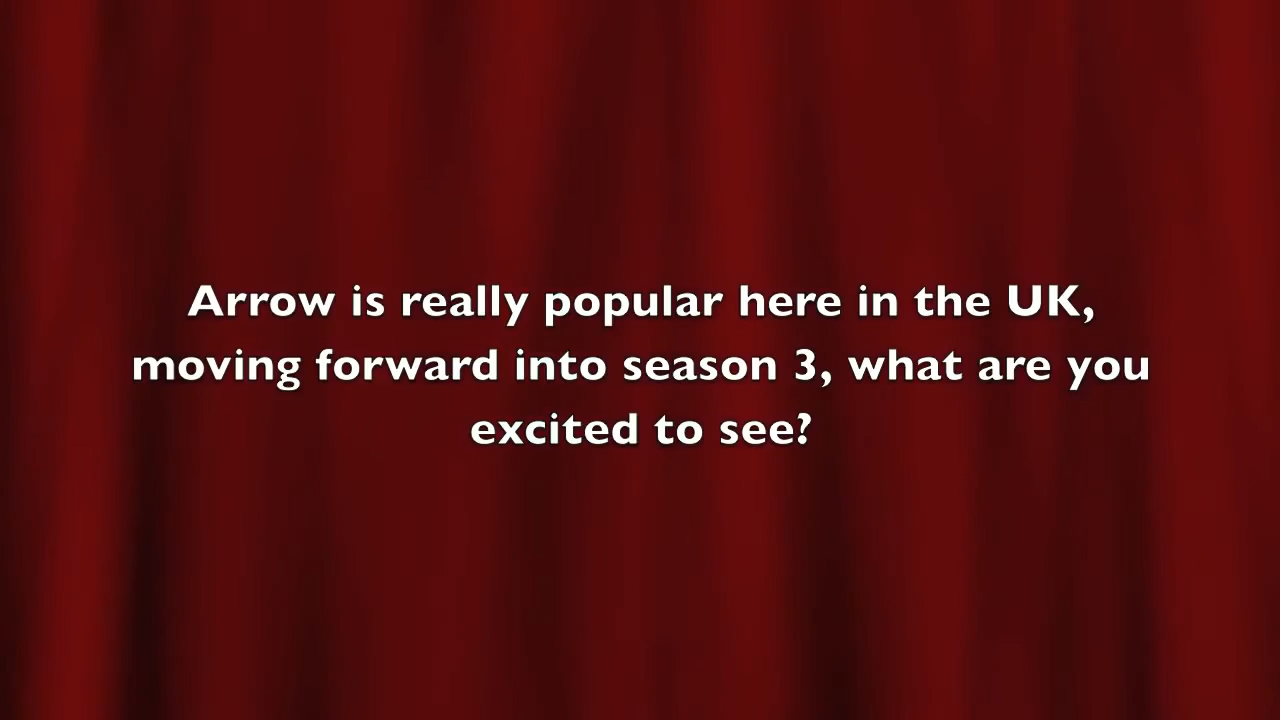 Arrow is really popular here in the UK,
moving forward into season 3, what are you
excited to see?